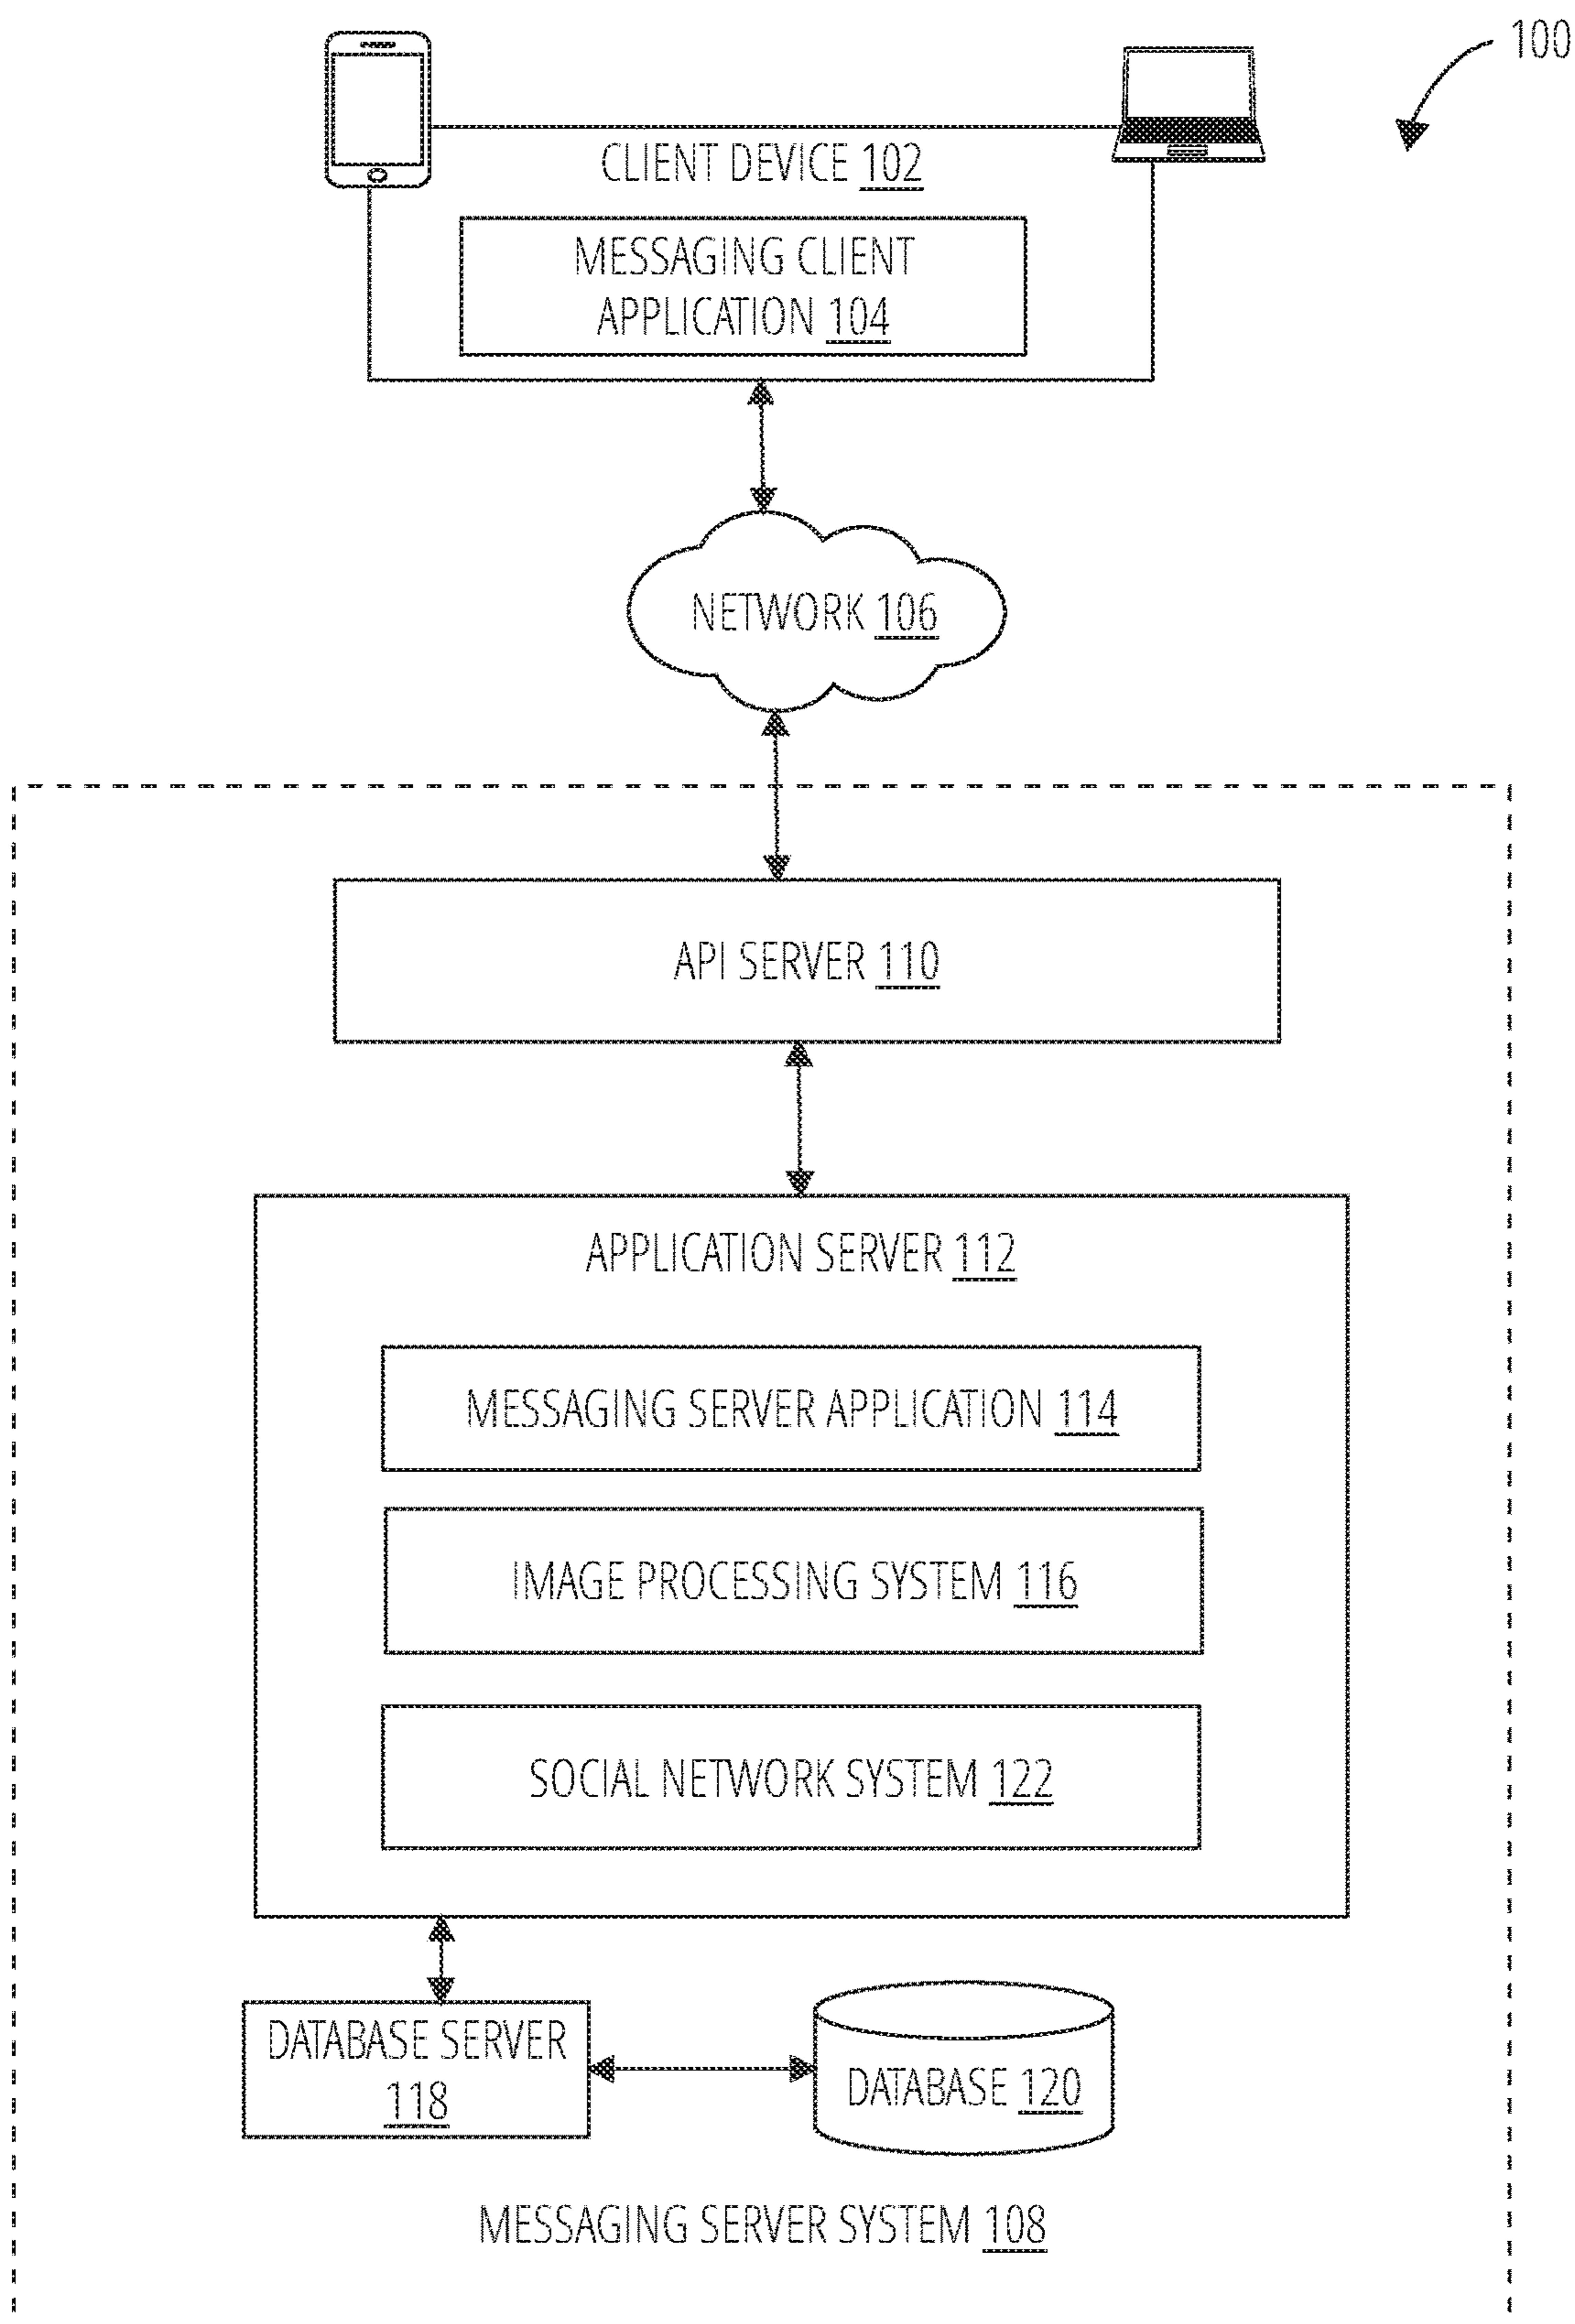 100
CLIENT DEVICE 102
MESSAGING CLIENT
APPLICATION 104
NETWORK 106
API SERVER 110
APPLICATION SERVER 112
MESSAGING SERVER APPLICATION 114
IMAGE PROCESSING SYSTEM 116
SOCIAL NETWORK SYSTEM 122
DATABASE SERVER
118
DATABASE 120
MESSAGING SERVER SYSTEM 108